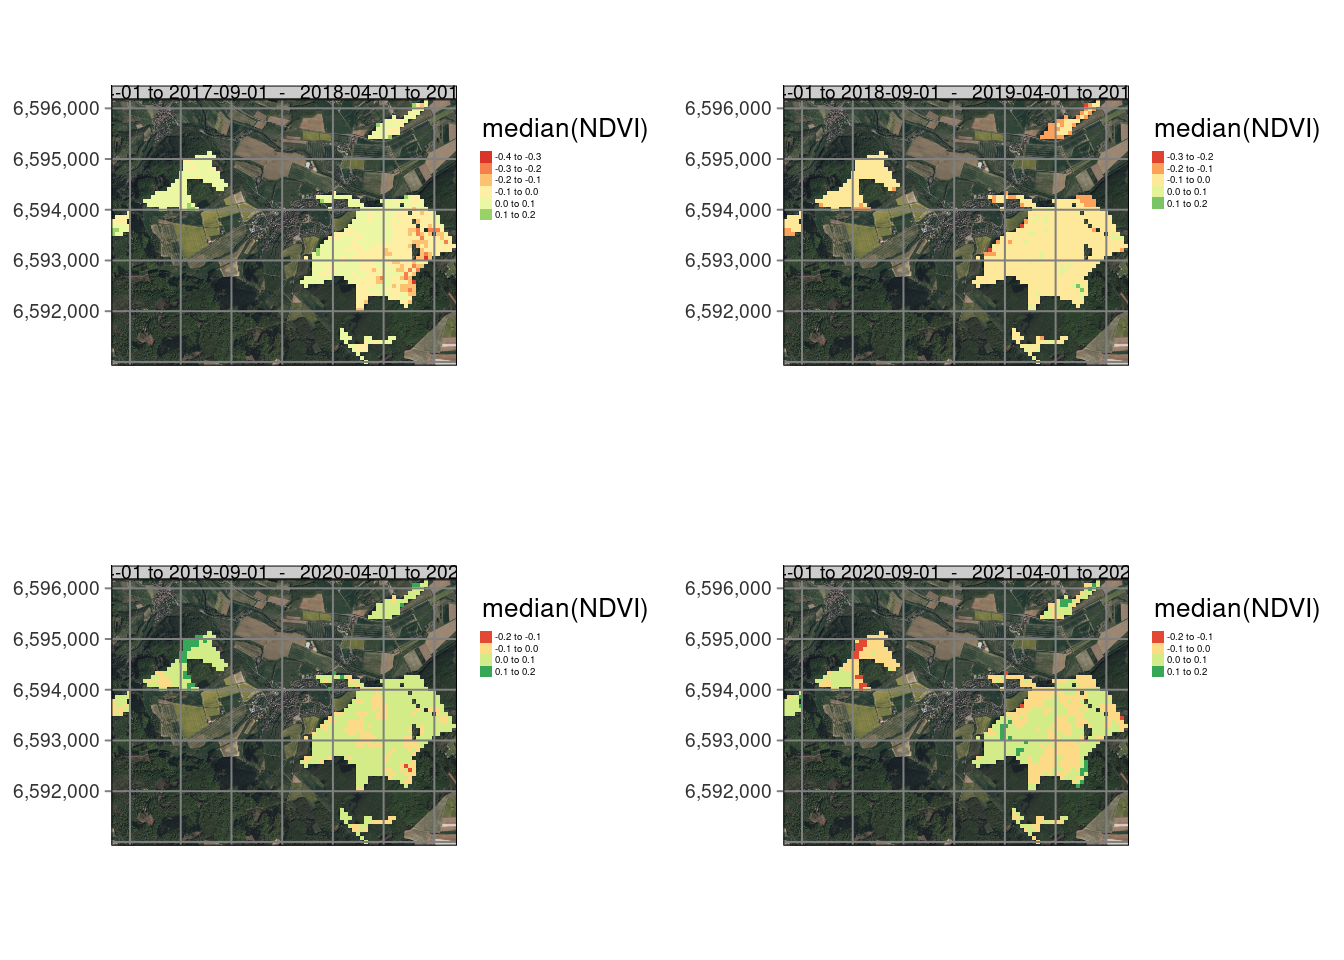 -01 to 2017-09-01 - 2018-04-01 to 201
6,596,000
6,595,000
6,594,000
6,593,000
6,592,000
median(NDVI)
-0.4 to -0.3
-0.3 to -0.2
-0.2 to -0.1
-0.1 to 0.0
0.0 to 0.1
0.1 to 0.2
-01 to 2018-09-01 - 2019-04-01 to 201
6,596,000
6,595,000
6,594,000
6,593,000
6,592,000
median(NDVI)
-0.3 to -0.2
-0.2 to -0.1
-0.1 to 0.0
0.0 to 0.1
0.1 to 0.2
-01 to 2019-09-01 - 2020-04-01 to 202
6,596,000
6,595,000
6,594,000
6,593,000
6,592,000
median(NDVI)
-0.2 to -0.1
-0.1 to 0.0
0.0 to 0.1
0.1 to 0.2
-01 to 2020-09-01 - 2021-04-01 to 202
6,596,000
6,595,000
6,594,000
6,593,000
6,592,000
median(NDVI)
-0.2 to -0.1
-0.1 to 0.0
0.0 to 0.1
0.1 to 0.2